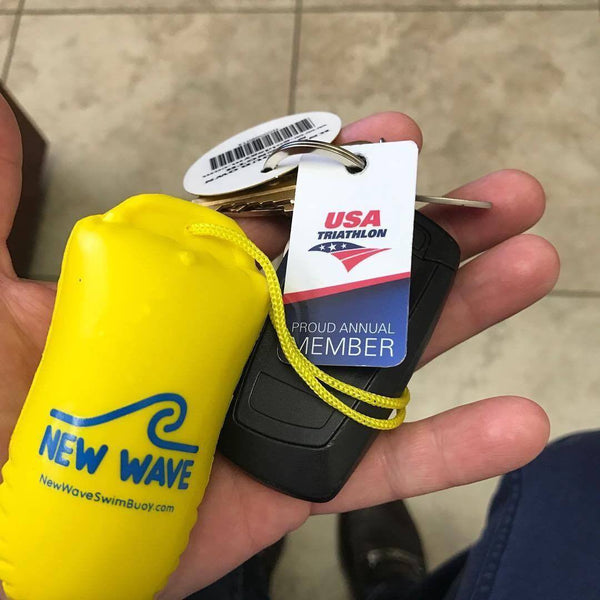 USA
TRIATHLON
PROUD ANNUAL
MEMBER
NEW WAVE
NewWaveSwimBuoy.com